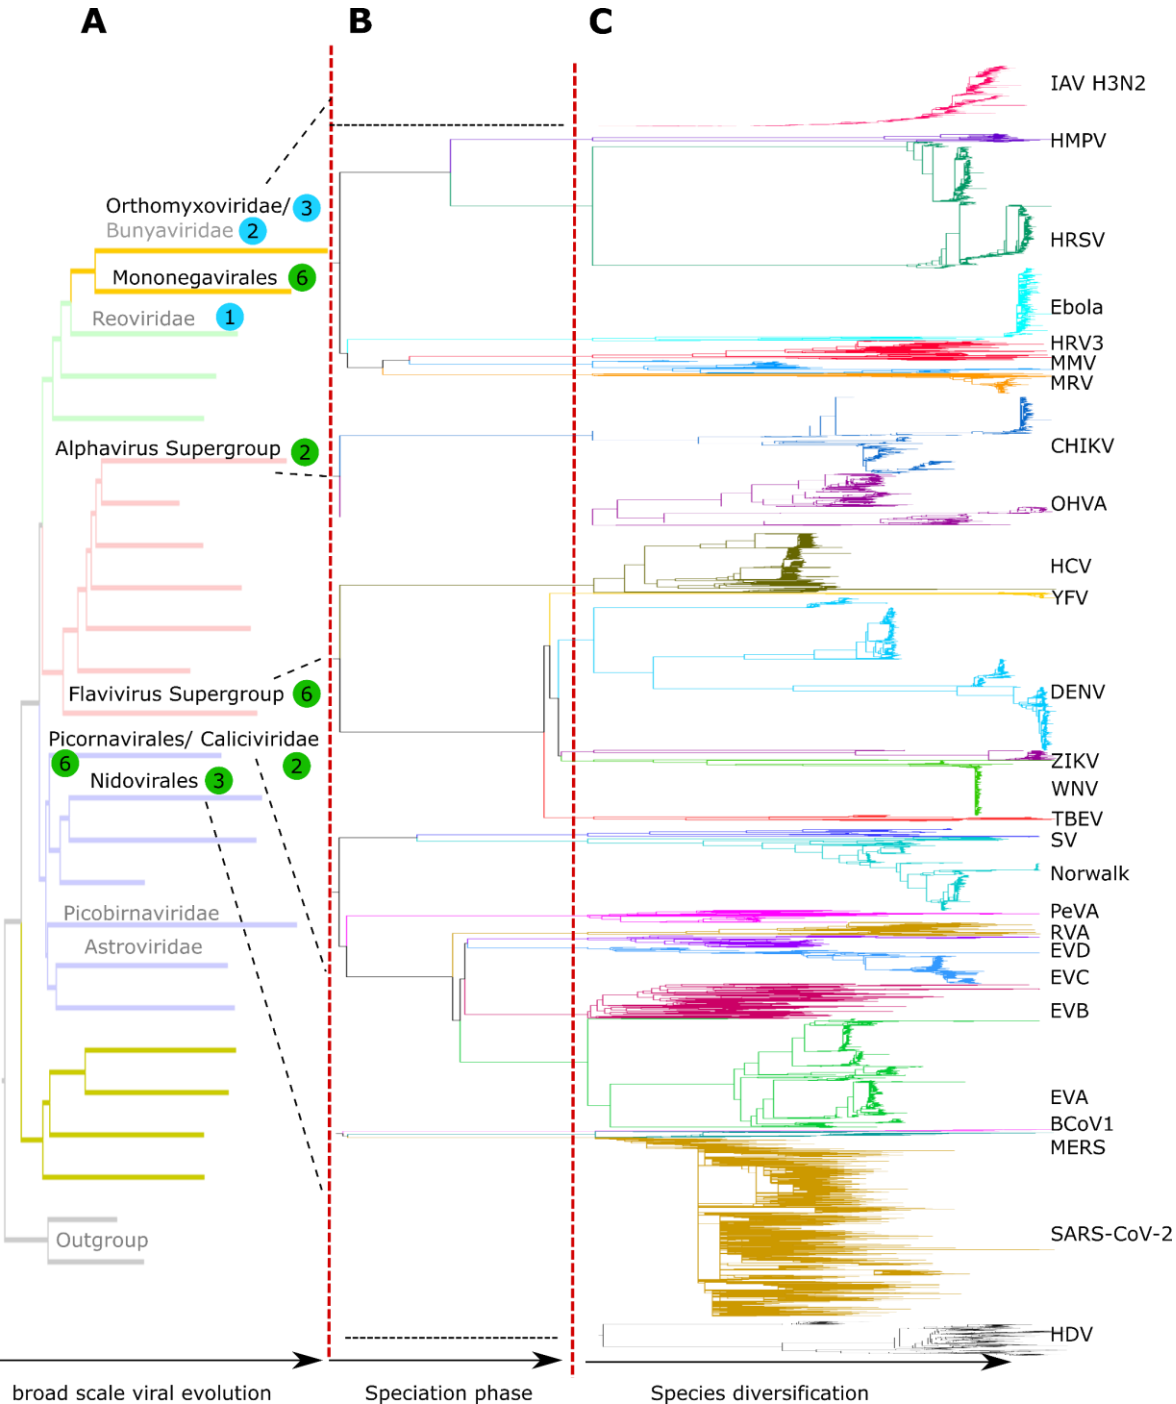 A
B
C
IAV H3N2
HMPV
Orthomyxoviridae/ 3
Bunyaviridae 2
HRSV
Mononegavirales 6
Ebola
Reoviridae 1
HRV3
MMV
MRV
Alphavirus Supergroup 2
CHIKV
OHVA
HCV
YFV
Flavivirus Supergroup 6
DENV
Picornavirales/ Caliciviridae
6
2
ZIKV
Nidovirales 3
WNV
TBEV
SV
Norwalk
Picobirnaviridae
PeVA
RVA
Astroviridae
EVD
EVC
EVB
EVA
BCoV1
MERS
Outgroup
SARS-CoV-2
HDV
broad scale viral evolution
Speciation phase
Species diversification